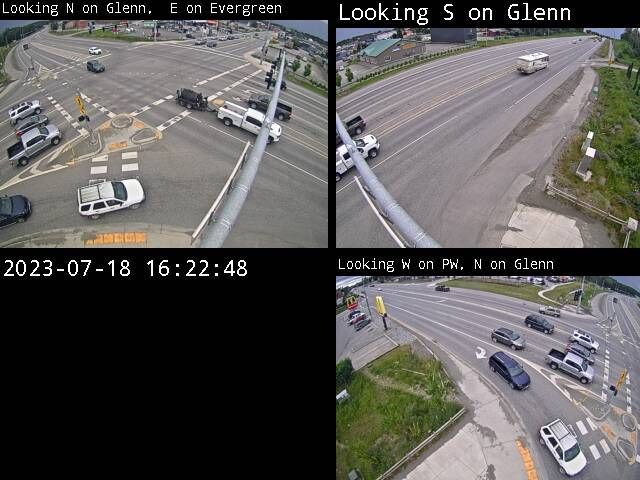 Looking N on Glenn, E on Evergreen
Looking S on Glenn
2023-07-18 16:22:48
Looking W on PW, N on Glenn